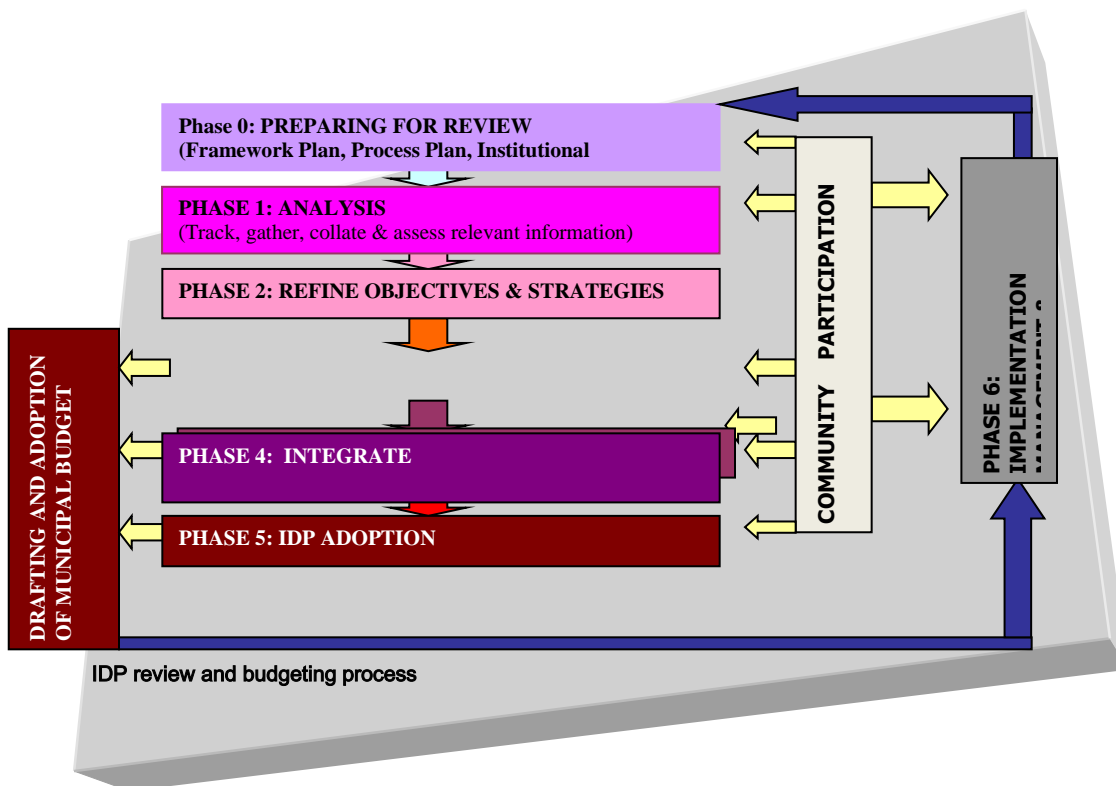 Phase 0: PREPARING FOR REVIEW
(Framework Plan, Process Plan, Institutional
PHASE 1: ANALYSIS
(Track, gather, collate & assess relevant information)
PHASE 2: REFINE OBJECTIVES & STRATEGIES
PHASE 4: INTEGRATE
PHASE 5: IDP ADOPTION
DRAFTING AND ADOPTION
OF MUNICIPAL BUDGET
COMMUNITY PARTICIPATION
PHASE 6:
IMPLEMENTATION
MANAGEMENT
IDP review and budgeting process